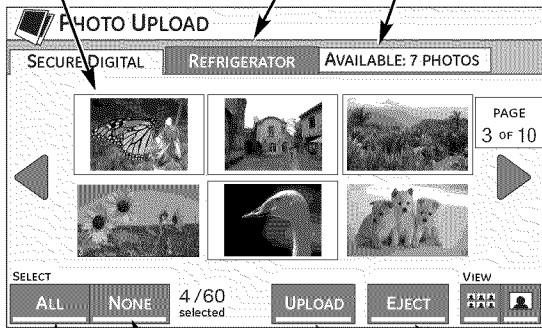 PHOTO UPLOAD
SECURE DIGITAL REFRIGERATOR AVAILABLE: 7 PHOTOS
PAGE
3 OF 10
SELECT
VIEW
ALL NONE 4/60 selected UPLOAD EJECT